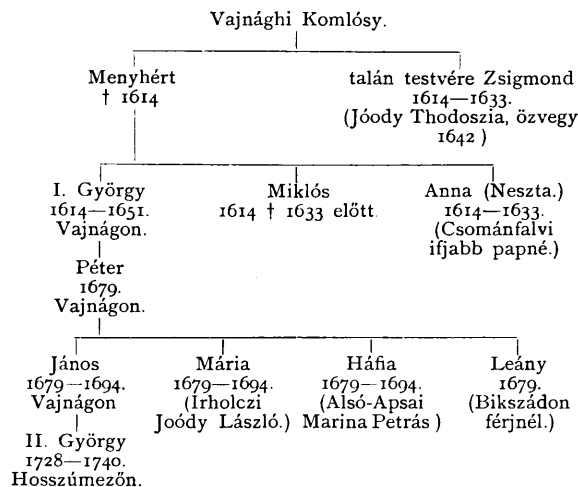 Vajnághi Komlósy.
Menyhért
† 1614
talán testvére Zsigmond
1614—1633.
(Jóody Thodoszia, özvegy
1642 )
I. György
1614—1651.
Vajnágon.
Miklós
1614 † 1633 előtt.
Anna (Neszta.)
1614—1633.
(Csománfalvi
ifjabb papné.)
Péter
1679.
Vajnágon.
János
1679—1694.
Vajnágon
Mária
1679—1694.
(Irholczi
Joódy László.)
Háfia
1679—1694.
(Alsó-Apsai
Marina Petrás )
Leány
1679.
(Bikszádon
férjnél.)
II. György
1728—1740.
Hosszúmezőn.